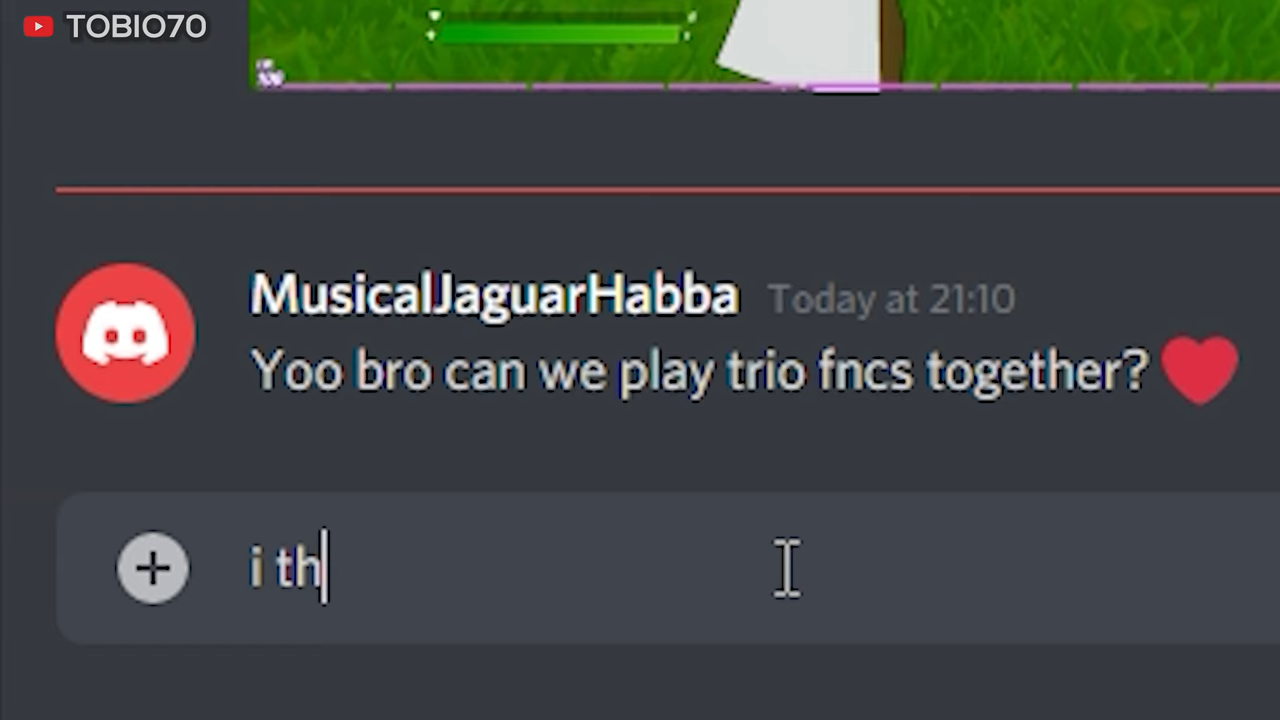 TOBIO70
MusicalJaguarHabba Today at 21:10
Yoo bro can we play trio fncs together? ❤️
i th